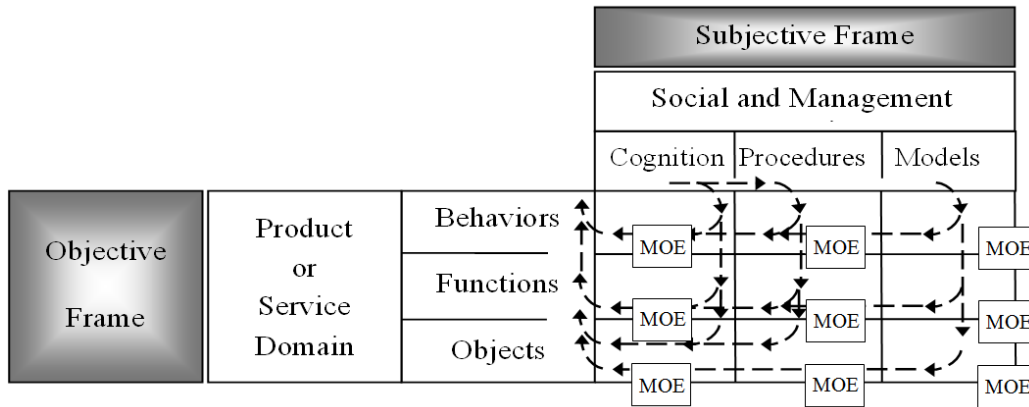 Subjective Frame
Social and Management
Cognition Procedures Models
Objective
Frame
Product
or
Service
Domain
Behaviors
Functions
Objects
MOE MOE MOE
MOE MOE MOE
MOE MOE MOE